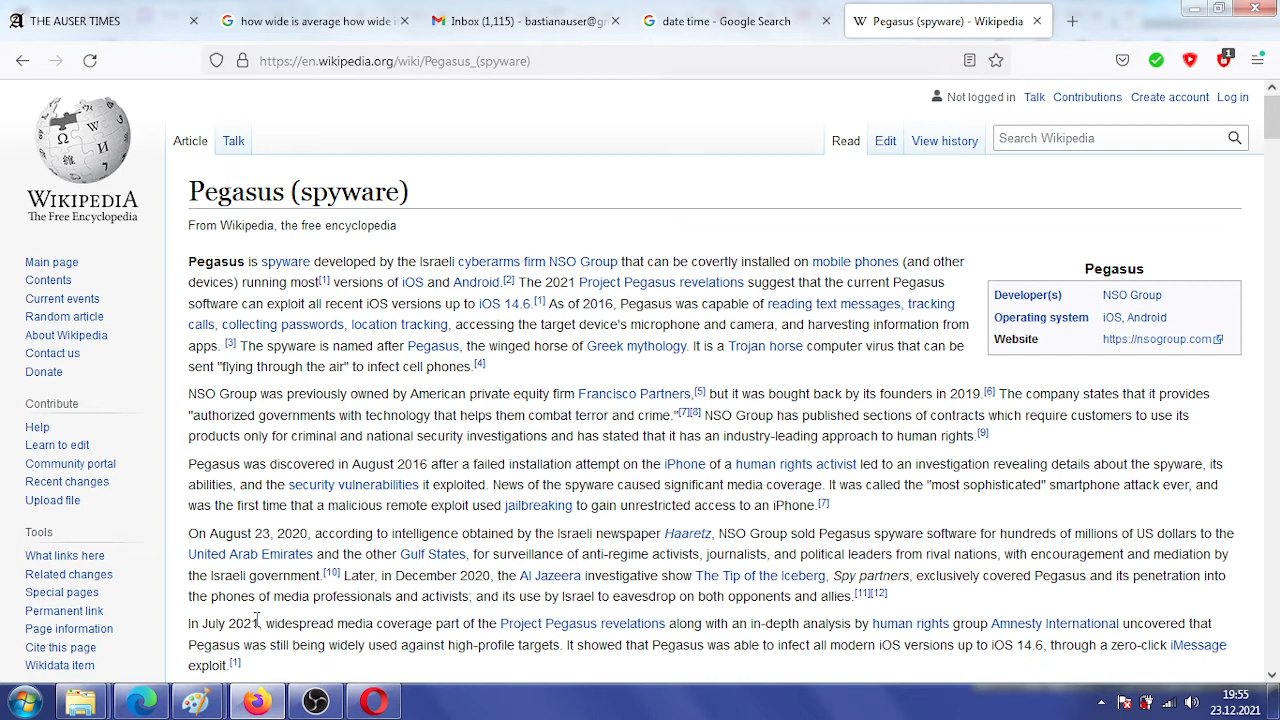 THE AUSER TIMES
how wide is average how wide i
Inbox (1,115) - bastianauser@gr
date time - Google Search
Pegasus (spyware) - Wikipedia
https://en.wikipedia.org/wiki/Pegasus_(spyware)
1
Not logged in Talk Contributions Create account Log in
Article Talk Read Edit View history Search Wikipedia
WIKIPEDIA
The Free Encyclopedia
Main page
Contents
Current events
Random article
About Wikipedia
Contact us
Donate
Contribute
Help
Learn to edit
Community portal
Recent changes
Upload file
Tools
What links here
Related changes
Special pages
Permanent link
Page information
Cite this page
Wikidata item
Pegasus (spyware)
From Wikipedia, the free encyclopedia
Pegasus is spyware developed by the Israeli cyberarms firm NSO Group that can be covertly installed on mobile phones (and other
devices) running most[1] versions of iOS and Android.[2] The 2021 Project Pegasus revelations suggest that the current Pegasus
software can exploit all recent iOS versions up to iOS 14.6.[1] As of 2016, Pegasus was capable of reading text messages, tracking
calls, collecting passwords, location tracking, accessing the target device's microphone and camera, and harvesting information from
apps. [3] The spyware is named after Pegasus, the winged horse of Greek mythology. It is a Trojan horse computer virus that can be
sent "flying through the air" to infect cell phones.[4]
Pegasus
Developer(s) NSO Group
Operating system iOS, Android
Website https://nsogroup.com
NSO Group was previously owned by American private equity firm Francisco Partners,[5] but it was bought back by its founders in 2019.[6] The company states that it provides
"authorized governments with technology that helps them combat terror and crime."[7][8] NSO Group has published sections of contracts which require customers to use its
products only for criminal and national security investigations and has stated that it has an industry-leading approach to human rights.[9]
Pegasus was discovered in August 2016 after a failed installation attempt on the iPhone of a human rights activist led to an investigation revealing details about the spyware, its
abilities, and the security vulnerabilities it exploited. News of the spyware caused significant media coverage. It was called the "most sophisticated" smartphone attack ever, and
was the first time that a malicious remote exploit used jailbreaking to gain unrestricted access to an iPhone.[7]
On August 23, 2020, according to intelligence obtained by the Israeli newspaper Haaretz, NSO Group sold Pegasus spyware software for hundreds of millions of US dollars to the
United Arab Emirates and the other Gulf States, for surveillance of anti-regime activists, journalists, and political leaders from rival nations, with encouragement and mediation by
the Israeli government.[10] Later, in December 2020, the Al Jazeera investigative show The Tip of the Iceberg, Spy partners, exclusively covered Pegasus and its penetration into
the phones of media professionals and activists; and its use by Israel to eavesdrop on both opponents and allies.[11][12]
In July 2021, widespread media coverage part of the Project Pegasus revelations along with an in-depth analysis by human rights group Amnesty International uncovered that
Pegasus was still being widely used against high-profile targets. It showed that Pegasus was able to infect all modern iOS versions up to iOS 14.6, through a zero-click iMessage
exploit.[1]
19:55
23.12.2021